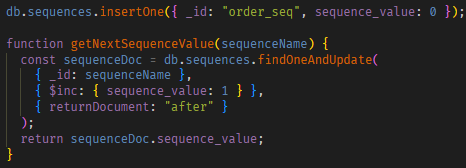 db.sequences.insertOne({ _id: "order_seq", sequence_value: 0 });

function getNextSequenceValue(sequenceName) {
  const sequenceDoc = db.sequences.findOneAndUpdate(
    { _id: sequenceName },
    { $inc: { sequence_value: 1 } },
    { returnDocument: "after" }
  );
  return sequenceDoc.sequence_value;
}